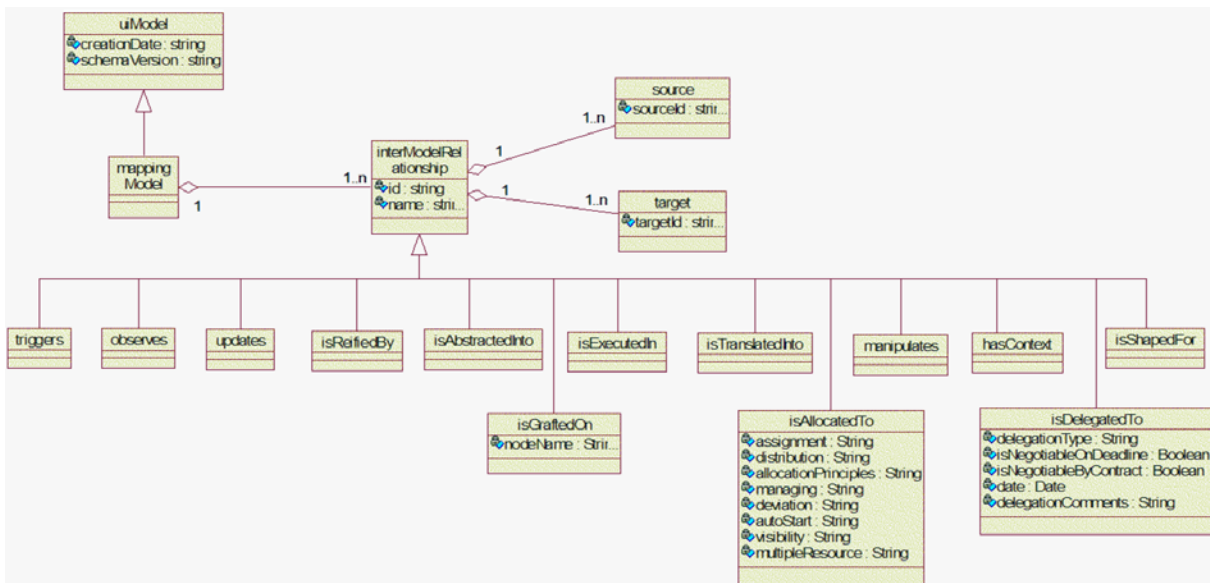 uiModel
creationDate : string
schemaVersion : string
source
sourceId : strin...
1..n
1
interModelRel
ationship
id : string
name : strin...
mapping
Model
1
1..n
1
1..n
target
targetId : strin...
triggers
observes
updates
isReifiedBy
isAbstractedInto
isExecutedIn
isTranslatedInto
manipulates
hasContext
isShapedFor
isGraftedOn
nodeName : Strin...
isAllocatedTo
assignment : String
distribution : String
allocationPrinciples : String
managing : String
deviation : String
autoStart : String
visibility : String
multipleResource : String
isDelegatedTo
delegationType : String
isNegotiableOnDeadline : Boolean
isNegotiableByContract : Boolean
date : Date
delegationComments : String